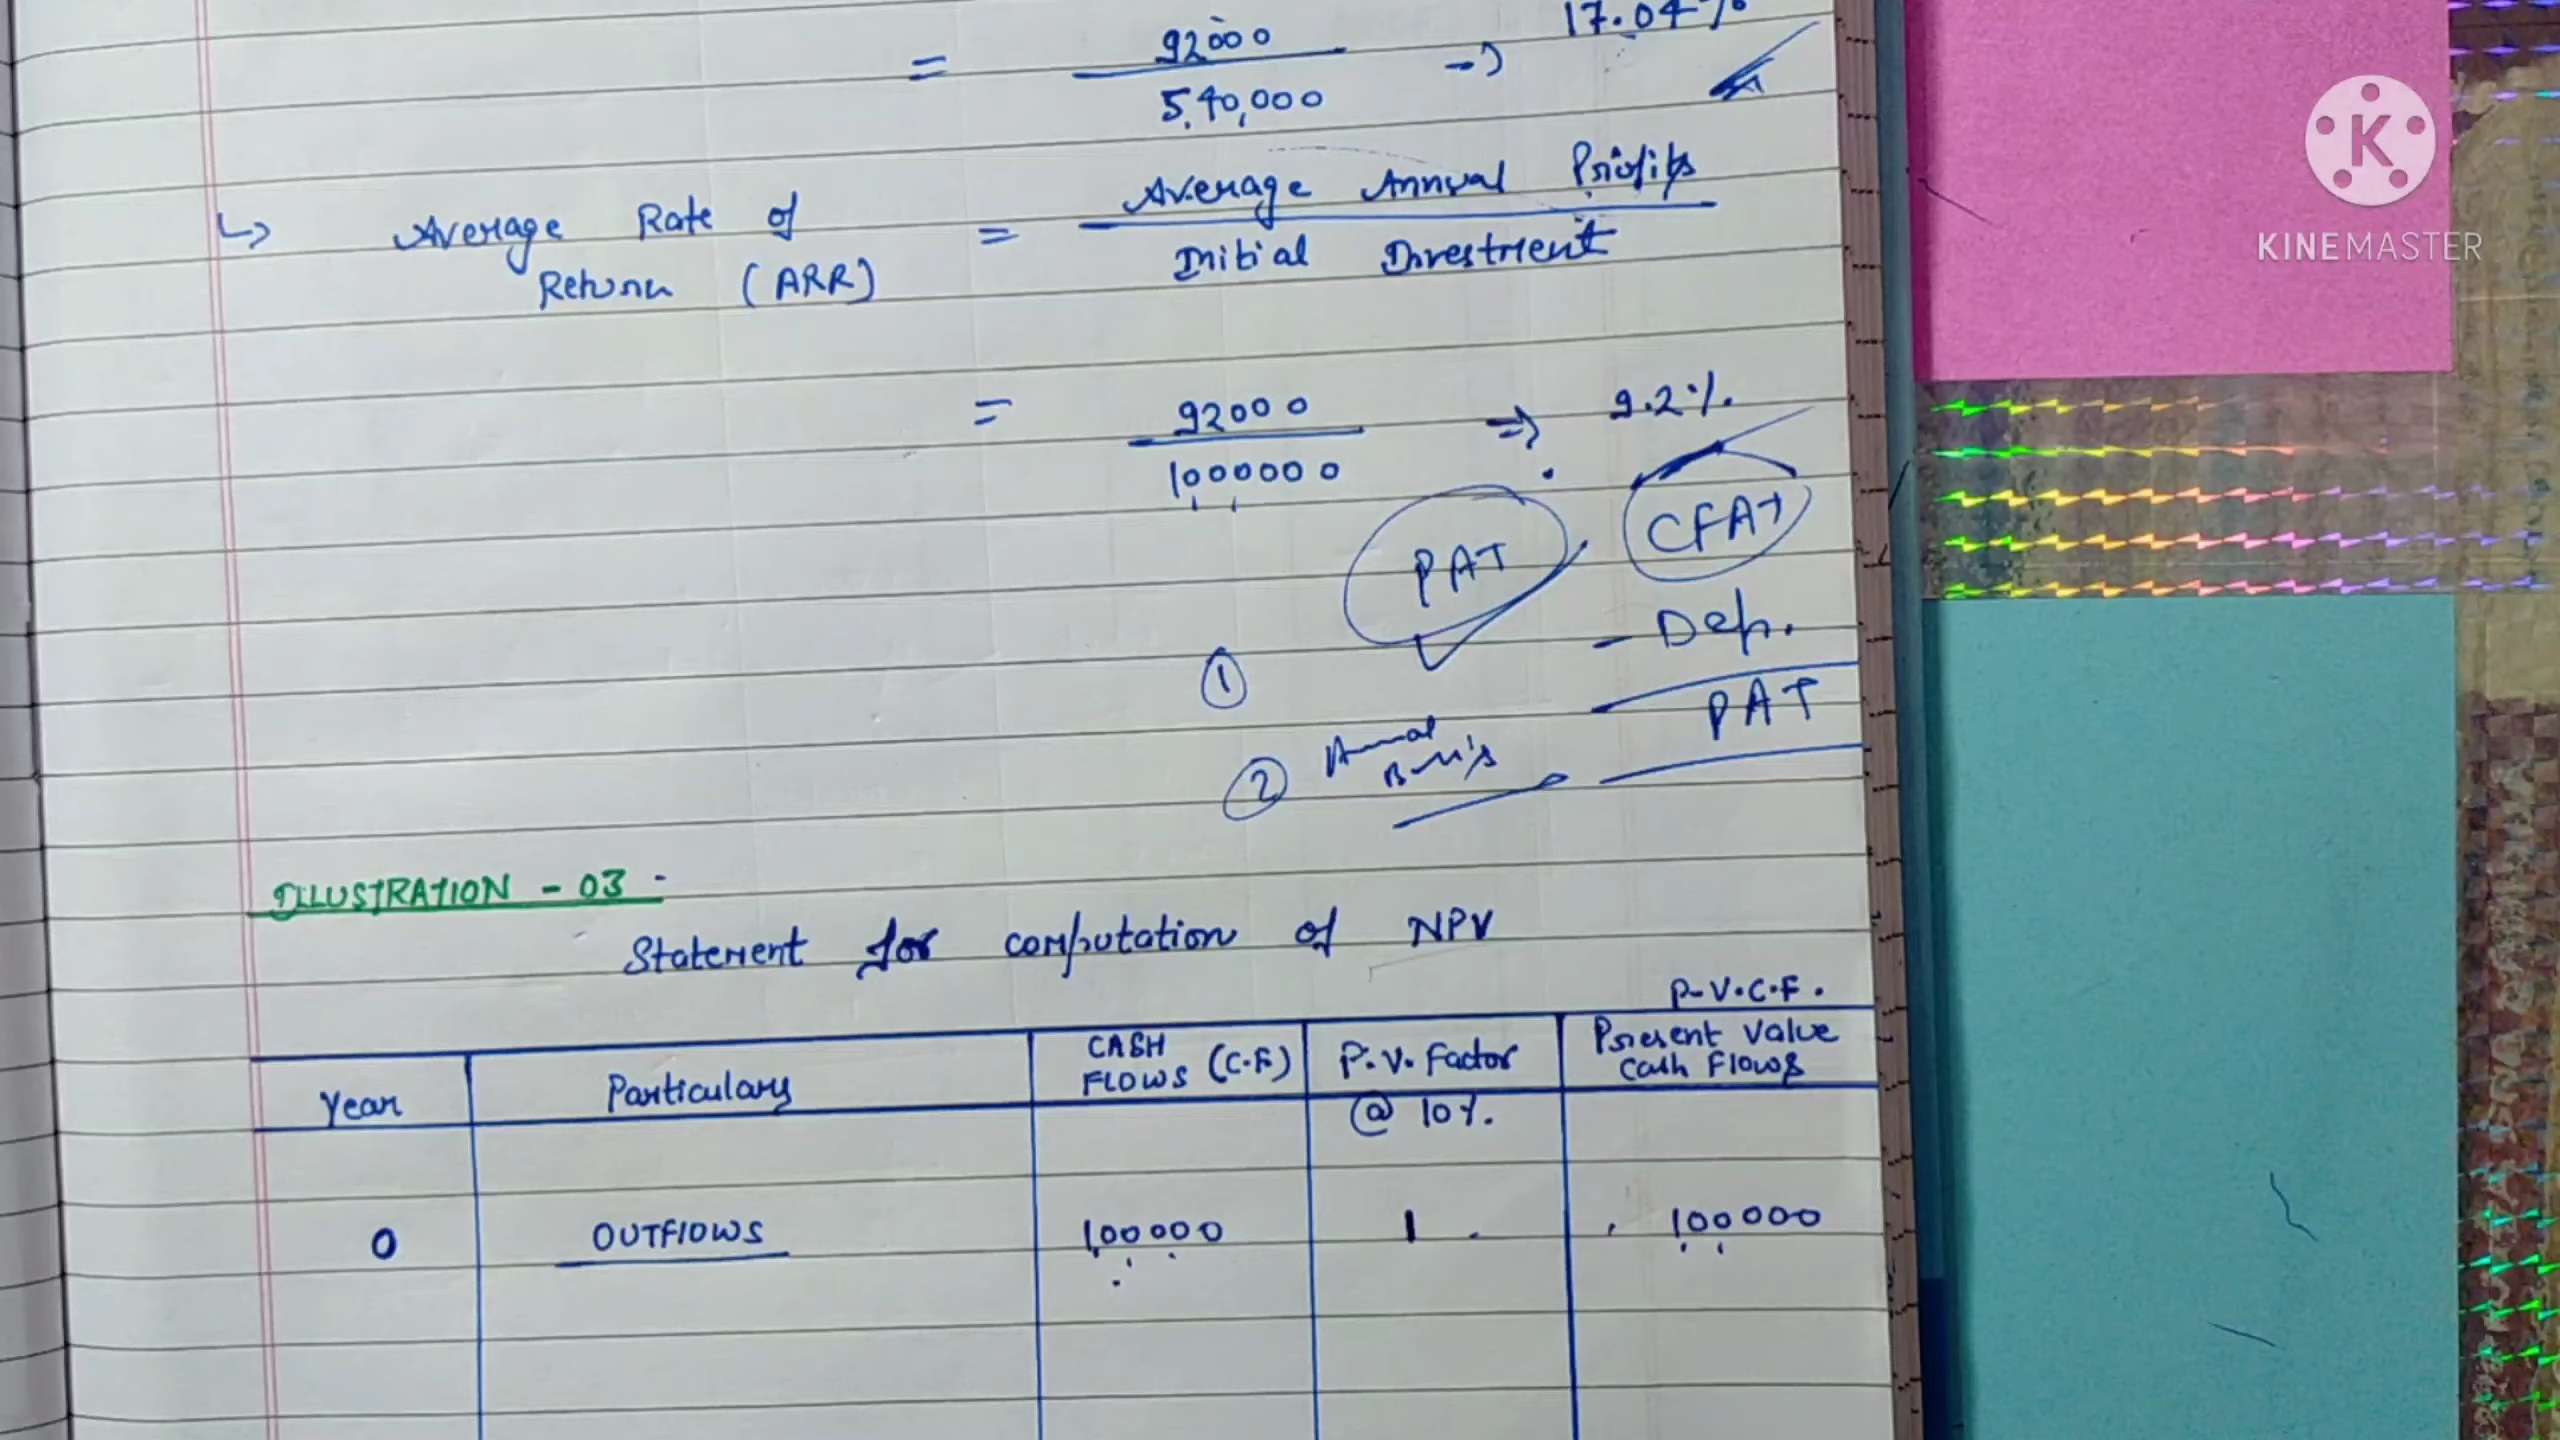 = 92000 / 5,40,000 → 17.04%
↳ Average Rate of Return (ARR) = Average Annual Profits / Initial Investment
= 92000 / 1000000 ⇒ 9.2%
PAT CFAT
- Dep.
① PAT
② Annual
ILLUSTRATION - 03
Statement for computation of NPV
P.V.C.F.
Year Particulars CASH FLOWS (C.F) P.V. Factor @ 10%. Present Value Cash Flows
0 OUTFLOWS 100000 1 100000
K
KINEMASTER